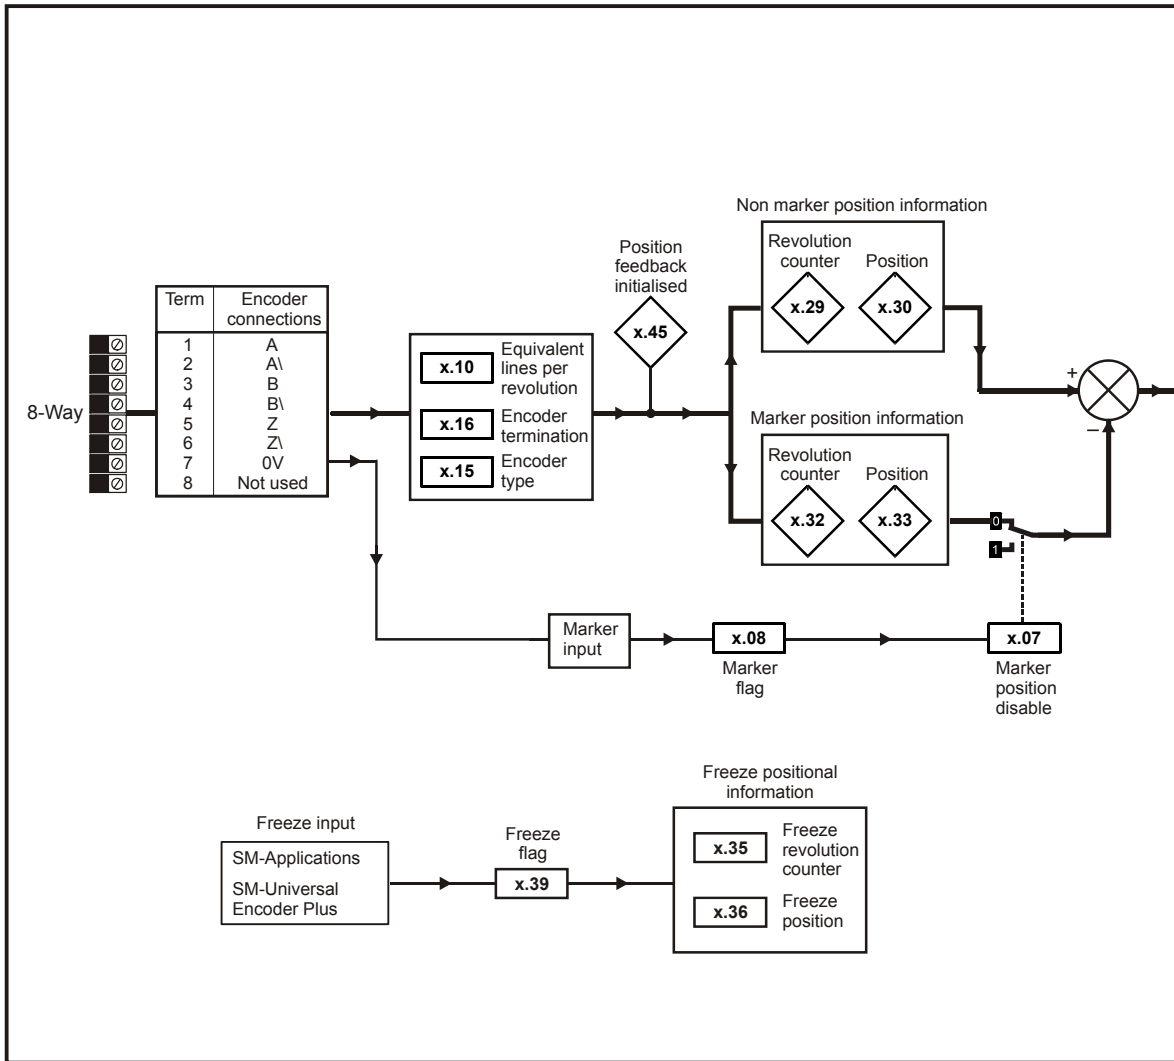 Non marker position information
Revolution
counter
Position
x.29
x.30
Position
feedback
initialised
x.45
Term
Encoder
connections
1 A
2 A\
3 B
4 B\
5 Z
6 Z\
7 0V
8 Not used
8-Way
x.10
Equivalent
lines per
revolution
x.16
Encoder
termination
x.15
Encoder
type
+
−
Marker position information
Revolution
counter
Position
x.32
x.33
0
1
Marker
input
x.08
Marker
flag
x.07
Marker
position
disable
Freeze input
SM-Applications
SM-Universal
Encoder Plus
Freeze
flag
x.39
Freeze positional
information
x.35
Freeze
revolution
counter
x.36
Freeze
position